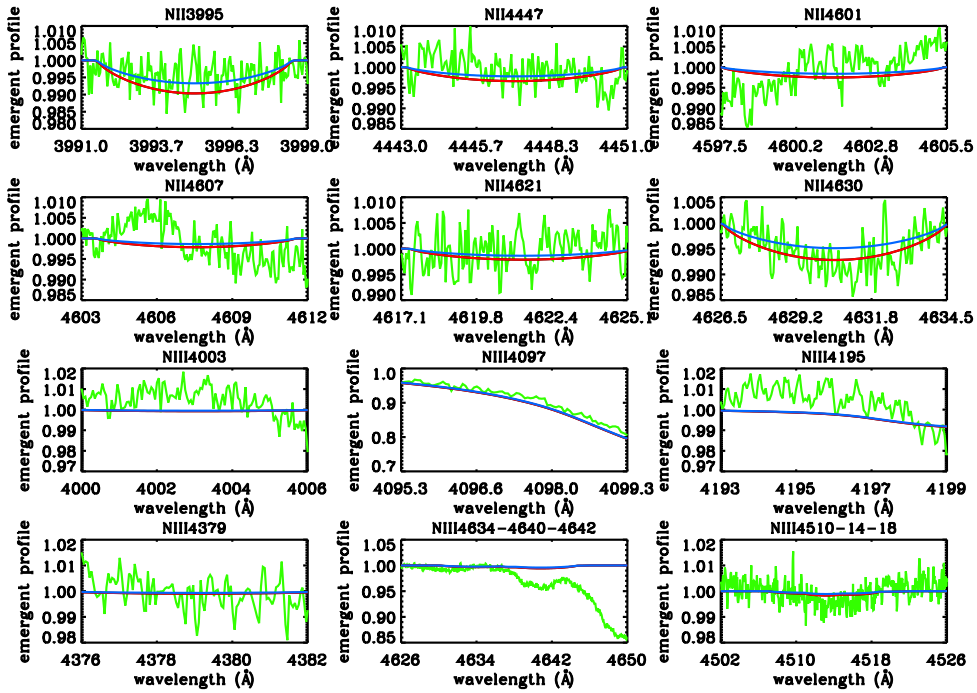 NII3995 NII4447 NII4601
emergent profile
1.010
1.005
1.000
0.995
0.990
0.985
0.980
3991.0 3993.7 3996.3 3999.0
wavelength (Å)
emergent profile
1.010
1.005
1.000
0.995
0.990
0.985
4443.0 4445.7 4448.3 4451.0
wavelength (Å)
emergent profile
1.010
1.005
1.000
0.995
0.990
0.985
4597.5 4600.2 4602.8 4605.5
wavelength (Å)
NII4607 NII4621 NII4630
emergent profile
1.010
1.005
1.000
0.995
0.990
0.985
4603 4606 4609 4612
wavelength (Å)
emergent profile
1.010
1.005
1.000
0.995
0.990
4617.1 4619.8 4622.4 4625.1
wavelength (Å)
emergent profile
1.005
1.000
0.995
0.990
0.985
4626.5 4629.2 4631.8 4634.5
wavelength (Å)
NIII4003 NIII4097 NIII4195
emergent profile
1.02
1.01
1.00
0.99
0.98
0.97
4000 4002 4004 4006
wavelength (Å)
emergent profile
1.0
0.9
0.8
0.7
4095.3 4096.6 4098.0 4099.3
wavelength (Å)
emergent profile
1.02
1.01
1.00
0.99
0.98
0.97
4193 4195 4197 4199
wavelength (Å)
NIII4379 NIII4634-4640-4642 NIII4510-14-18
emergent profile
1.02
1.01
1.00
0.99
0.98
4376 4378 4380 4382
wavelength (Å)
emergent profile
1.05
1.00
0.95
0.90
0.85
4626 4634 4642 4650
wavelength (Å)
emergent profile
1.02
1.01
1.00
0.99
0.98
4502 4510 4518 4526
wavelength (Å)